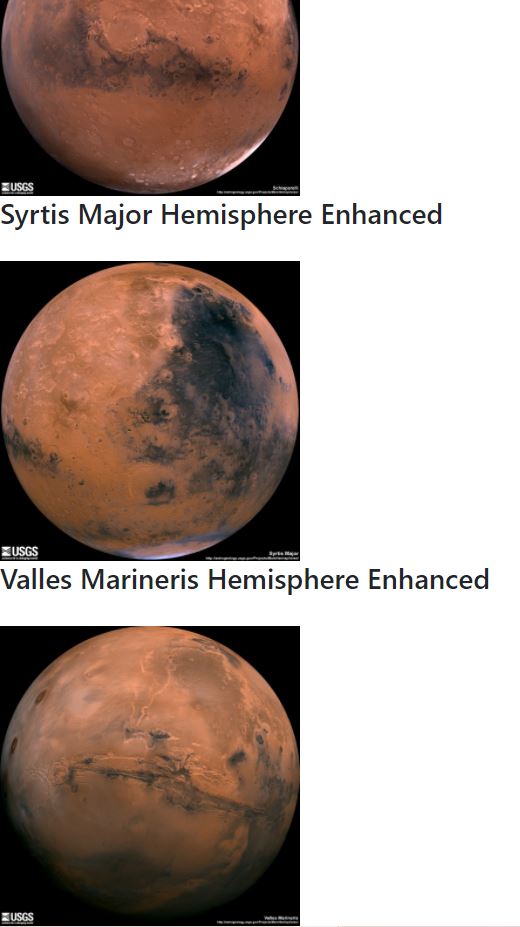 USGS
Schiaparelli
Syrtis Major Hemisphere Enhanced
USGS
Syrtis Major
Valles Marineris Hemisphere Enhanced
USGS
Valles Marineris